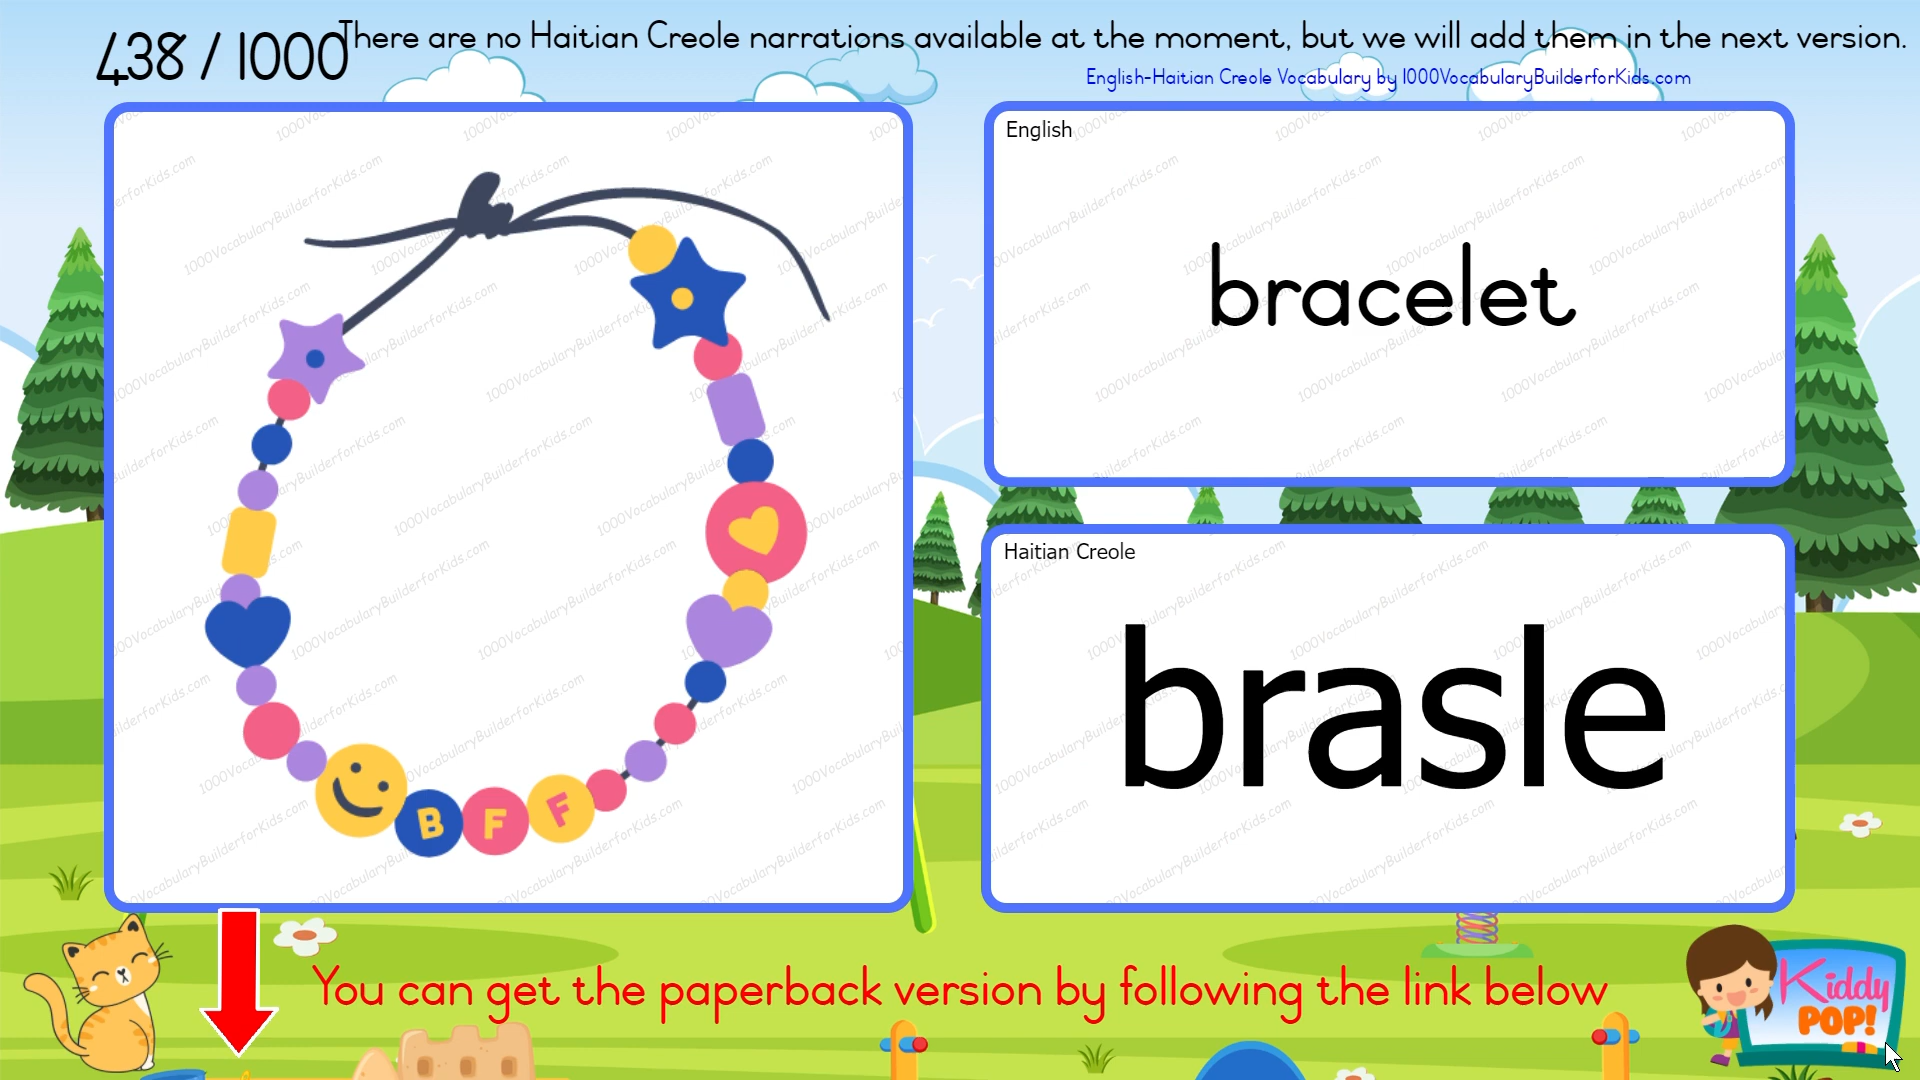 438 / 1000
There are no Haitian Creole narrations available at the moment, but we will add them in the next version.
English-Haitian Creole Vocabulary by 1000VocabularyBuilderforKids.com
English
bracelet
Haitian Creole
brasle
B F F
You can get the paperback version by following the link below
Kiddy
POP!
1000VocabularyBuilderforKids.com